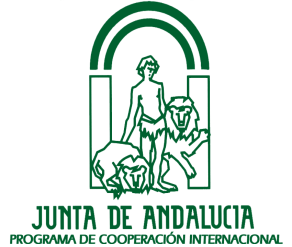 JUNTA DE ANDALUCIA
PROGRAMA DE COOPERACIÓN INTERNACIONAL